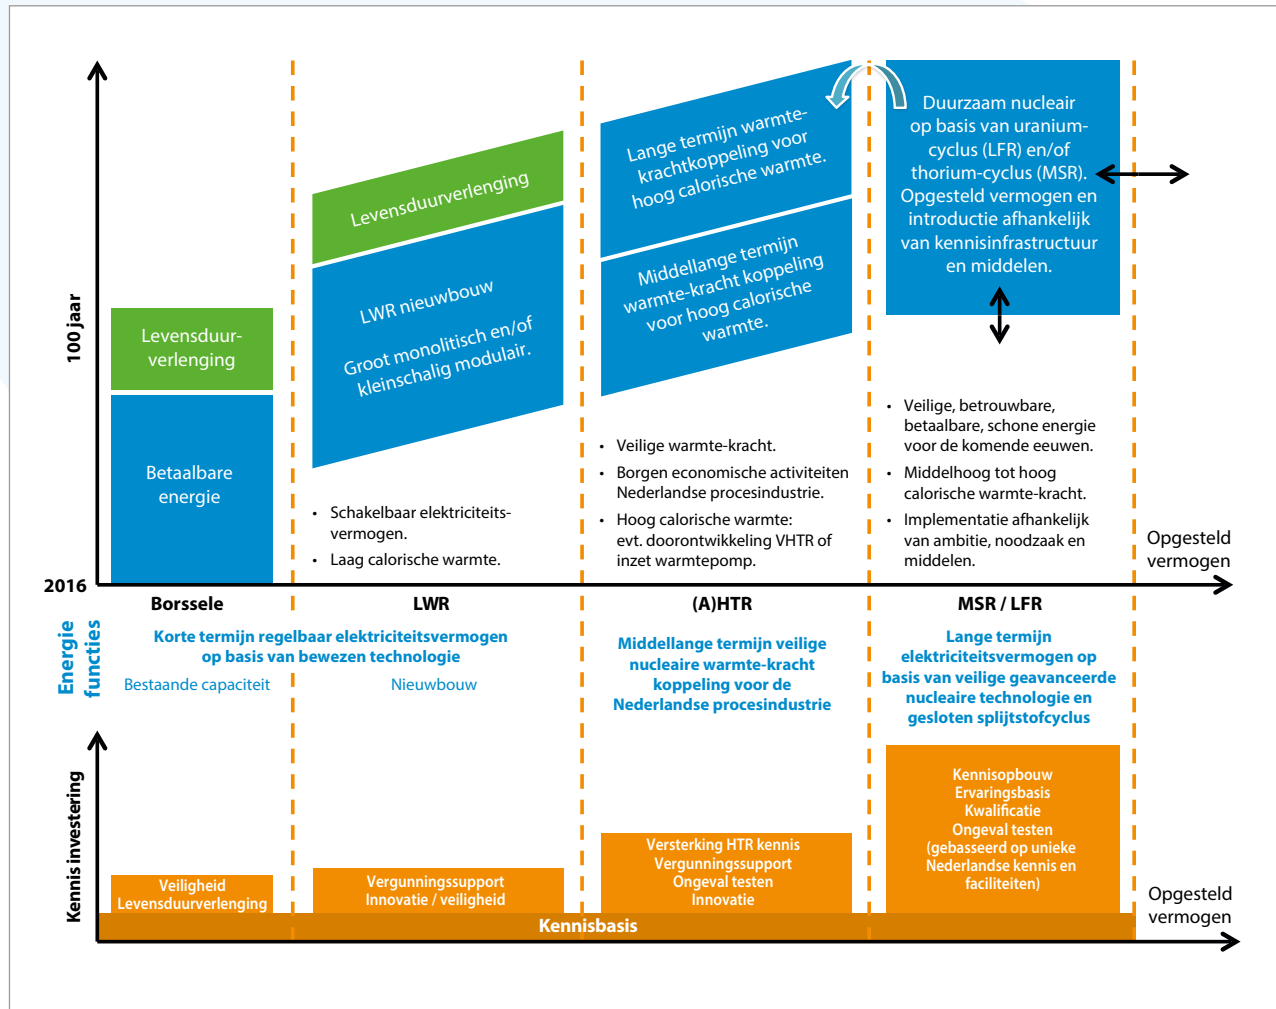 100 jaar
2016
Levensduur-
verlenging
Betaalbare
energie
Levensduurverlenging
LWR nieuwbouw
Groot monolitisch en/of
kleinschalig modulair.
• Schakelbaar elektriciteits-
vermogen.
• Laag calorische warmte.
Lange termijn warmte-
krachtkoppeling voor
hoog calorische warmte.
Middellange termijn
warmte-kracht koppeling
voor hoog calorische
warmte.
• Veilige warmte-kracht.
• Borgen economische activiteiten
Nederlandse procesindustrie.
• Hoog calorische warmte:
evt. doorontwikkeling VHTR of
inzet warmtepomp.
Duurzaam nucleair
op basis van uranium-
cyclus (LFR) en/of
thorium-cyclus (MSR).
Opgesteld vermogen en
introductie afhankelijk
van kennisinfrastructuur
en middelen.
• Veilige, betrouwbare,
betaalbare, schone energie
voor de komende eeuwen.
• Middelhoog tot hoog
calorische warmte-kracht.
• Implementatie afhankelijk
van ambitie, noodzaak en
middelen.
Opgesteld
vermogen
Borssele
LWR
(A)HTR
MSR / LFR
Energie
functies
Korte termijn regelbaar elektriciteitsvermogen
op basis van bewezen technologie
Bestaande capaciteit
Nieuwbouw
Middellange termijn veilige
nucleaire warmte-kracht
koppeling voor de
Nederlandse procesindustrie
Lange termijn
elektriciteitsvermogen op
basis van veilige geavanceerde
nucleaire technologie en
gesloten splijtstofcyclus
Kennis investering
Veiligheid
Levensduurverlenging
Vergunningssupport
Innovatie / veiligheid
Versterking HTR kennis
Vergunningssupport
Ongeval testen
Innovatie
Kennisopbouw
Ervaringsbasis
Kwalificatie
Ongeval testen
(gebasseerd op unieke
Nederlandse kennis en
faciliteiten)
Kennisbasis
Opgesteld
vermogen